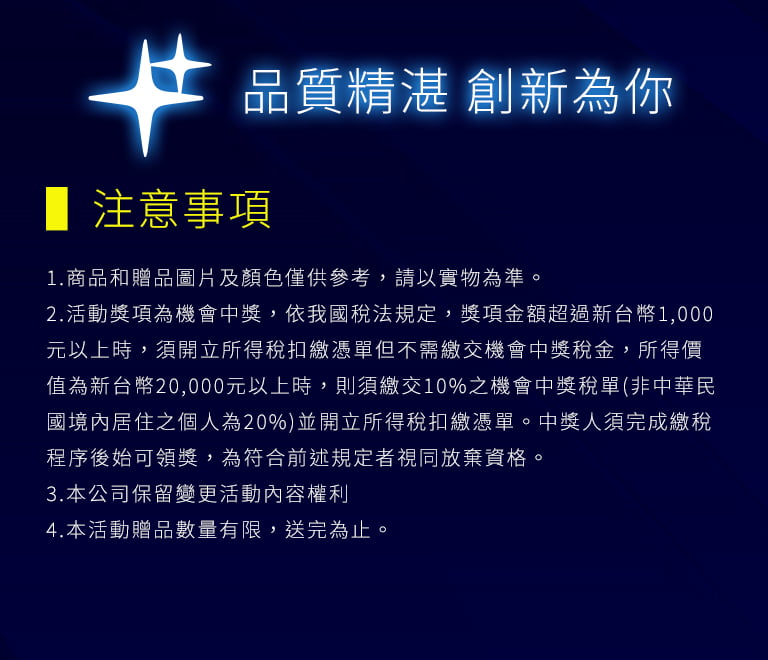 品質精湛 創新為你
注意事項
1.商品和贈品圖片及顏色僅供參考，請以實物為準。
2.活動獎項為機會中獎，依我國稅法規定，獎項金額超過新台幣1,000
元以上時，須開立所得稅扣繳憑單但不需繳交機會中獎稅金，所得價
值為新台幣20,000元以上時，則須繳交10%之機會中獎稅單(非中華民
國境內居住之個人為20%)並開立所得稅扣繳憑單。中獎人須完成繳稅
程序後始可領獎，為符合前述規定者視同放棄資格。
3.本公司保留變更活動內容權利
4.本活動贈品數量有限，送完為止。